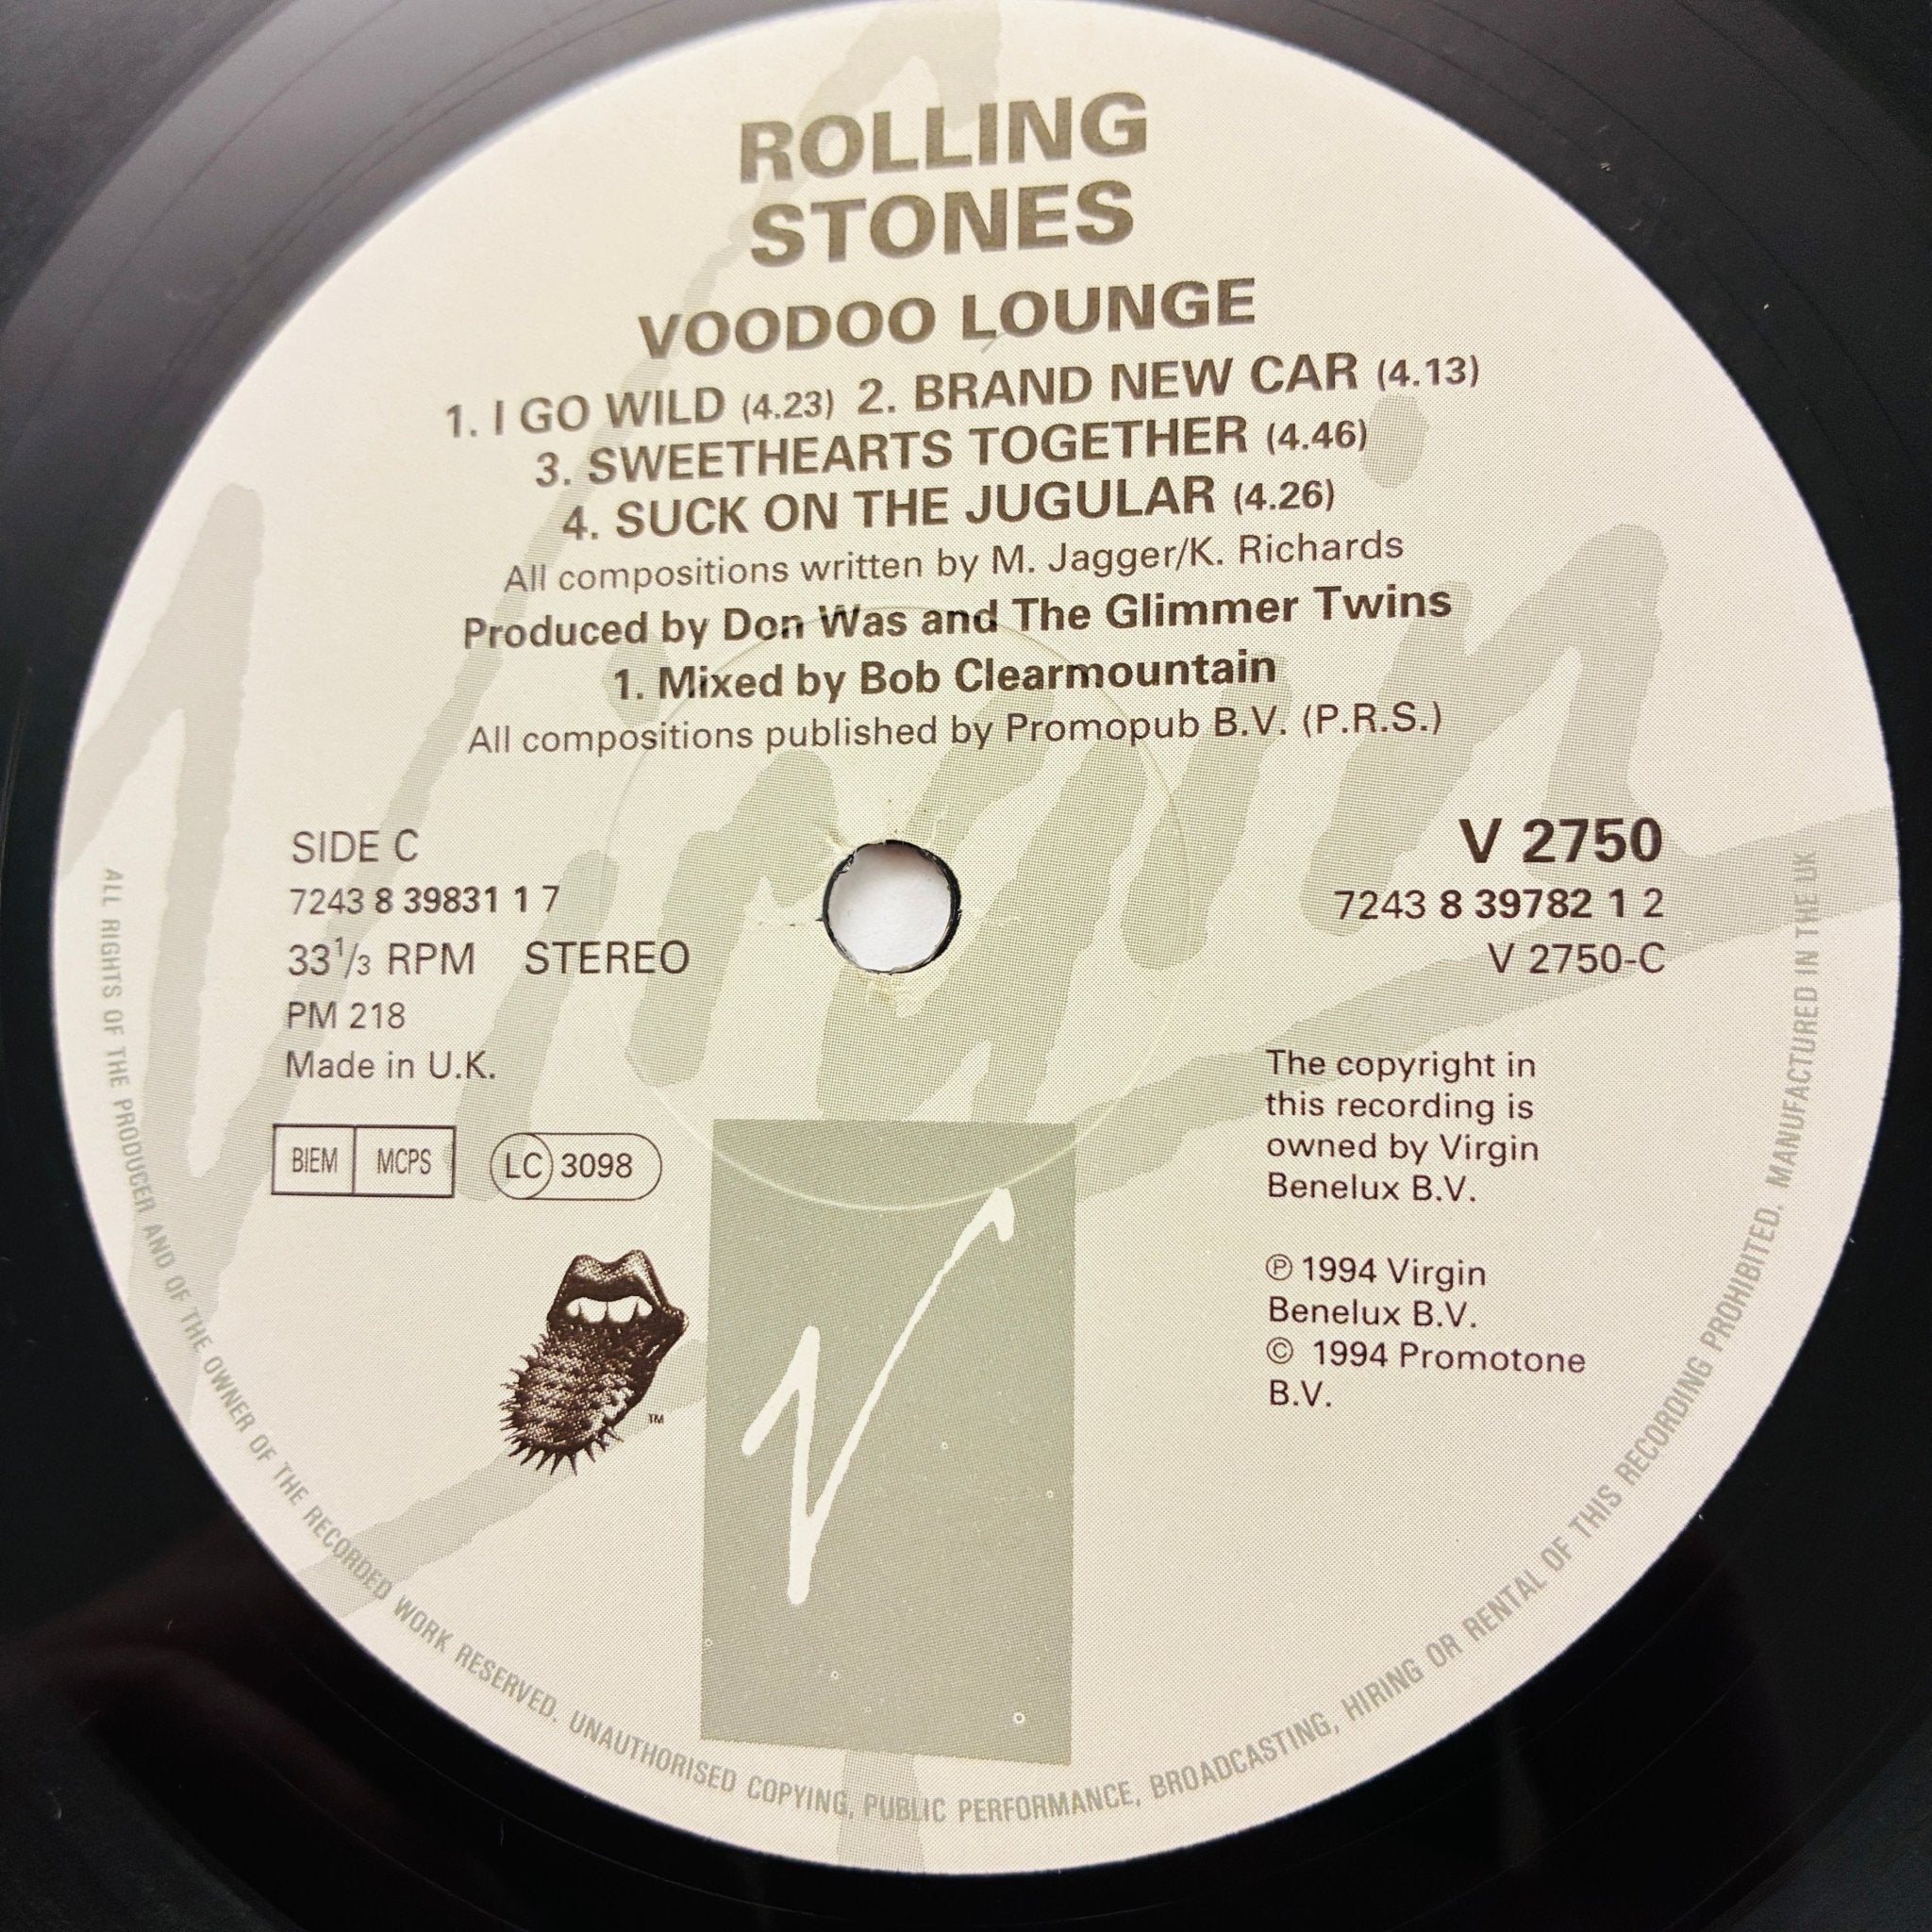 ROLLING
STONES
VOODOO LOUNGE
1. I GO WILD (4.23) 2. BRAND NEW CAR (4.13)
3. SWEETHEARTS TOGETHER (4.46)
4. SUCK ON THE JUGULAR (4.26)
All compositions written by M. Jagger/K. Richards
Produced by Don Was and The Glimmer Twins
1. Mixed by Bob Clearmountain
All compositions published by Promopub B.V. (P.R.S.)
SIDE C
7243 8 39831 1 7
33 1/3 RPM STEREO
PM 218
Made in U.K.
BIEM MCPS LC 3098
TM
V 2750
7243 8 39782 1 2
V 2750-C
The copyright in
this recording is
owned by Virgin
Benelux B.V.
℗ 1994 Virgin
Benelux B.V.
© 1994 Promotone
B.V.
Virgin
V
ALL RIGHTS OF THE PRODUCER AND OF THE OWNER OF THE RECORDED WORK RESERVED. UNAUTHORISED COPYING, PUBLIC PERFORMANCE, BROADCASTING, HIRING OR RENTAL OF THIS RECORDING PROHIBITED. MANUFACTURED IN THE UK